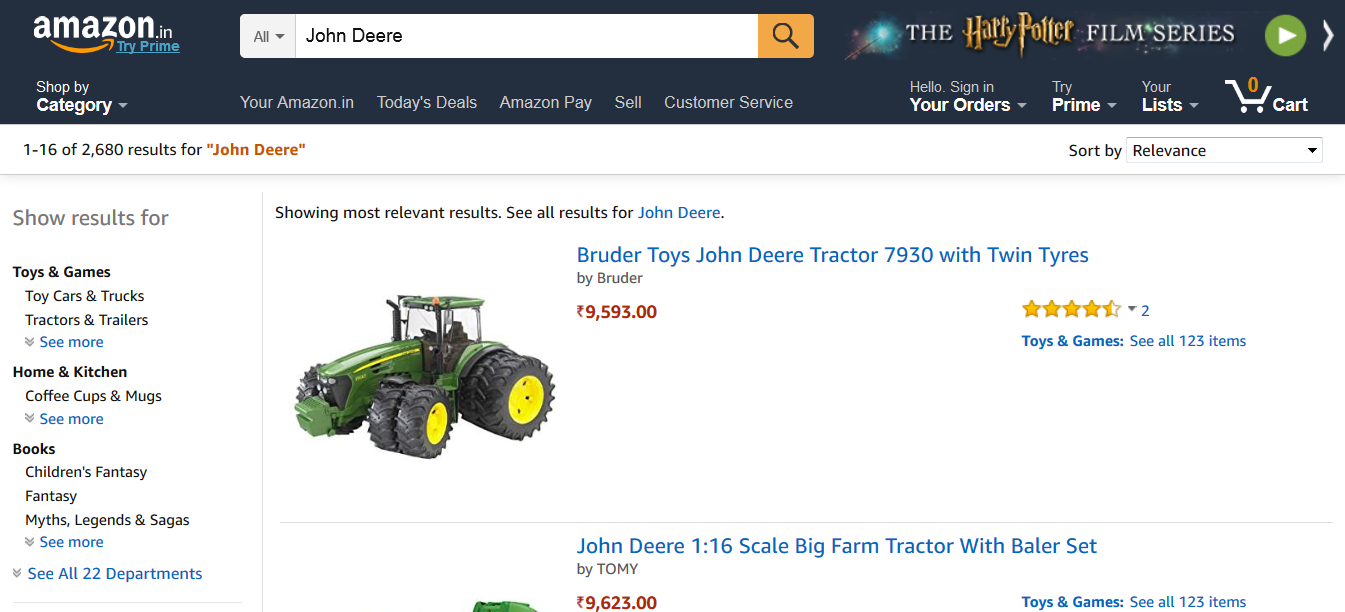 amazon.in
Try Prime
All
John Deere
THE Harry Potter FILM SERIES
Shop by
Category
Your Amazon.in
Today's Deals
Amazon Pay
Sell
Customer Service
Hello. Sign in
Your Orders
Try
Prime
Your
Lists
0
Cart
1-16 of 2,680 results for "John Deere"
Sort by Relevance
Show results for
Toys & Games
Toy Cars & Trucks
Tractors & Trailers
See more
Home & Kitchen
Coffee Cups & Mugs
See more
Books
Children's Fantasy
Fantasy
Myths, Legends & Sagas
See more
See All 22 Departments
Showing most relevant results. See all results for John Deere.
Bruder Toys John Deere Tractor 7930 with Twin Tyres
by Bruder
₹9,593.00
2
Toys & Games: See all 123 items
John Deere 1:16 Scale Big Farm Tractor With Baler Set
by TOMY
₹9,623.00
Toys & Games: See all 123 items